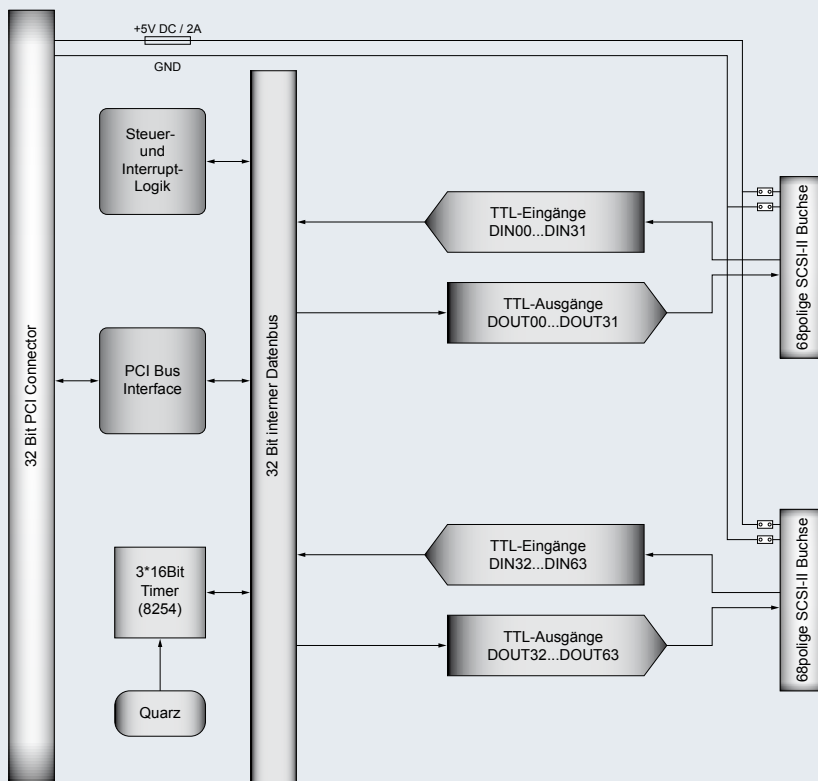 +5V DC / 2A
GND
32 Bit PCI Connector
Steuer-
und
Interrupt-
Logik
PCI Bus
Interface
3*16Bit
Timer
(8254)
Quarz
32 Bit interner Datenbus
TTL-Eingänge
DIN00...DIN31
TTL-Ausgänge
DOUT00...DOUT31
TTL-Eingänge
DIN32...DIN63
TTL-Ausgänge
DOUT32...DOUT63
68polige SCSI-II Buchse
68polige SCSI-II Buchse